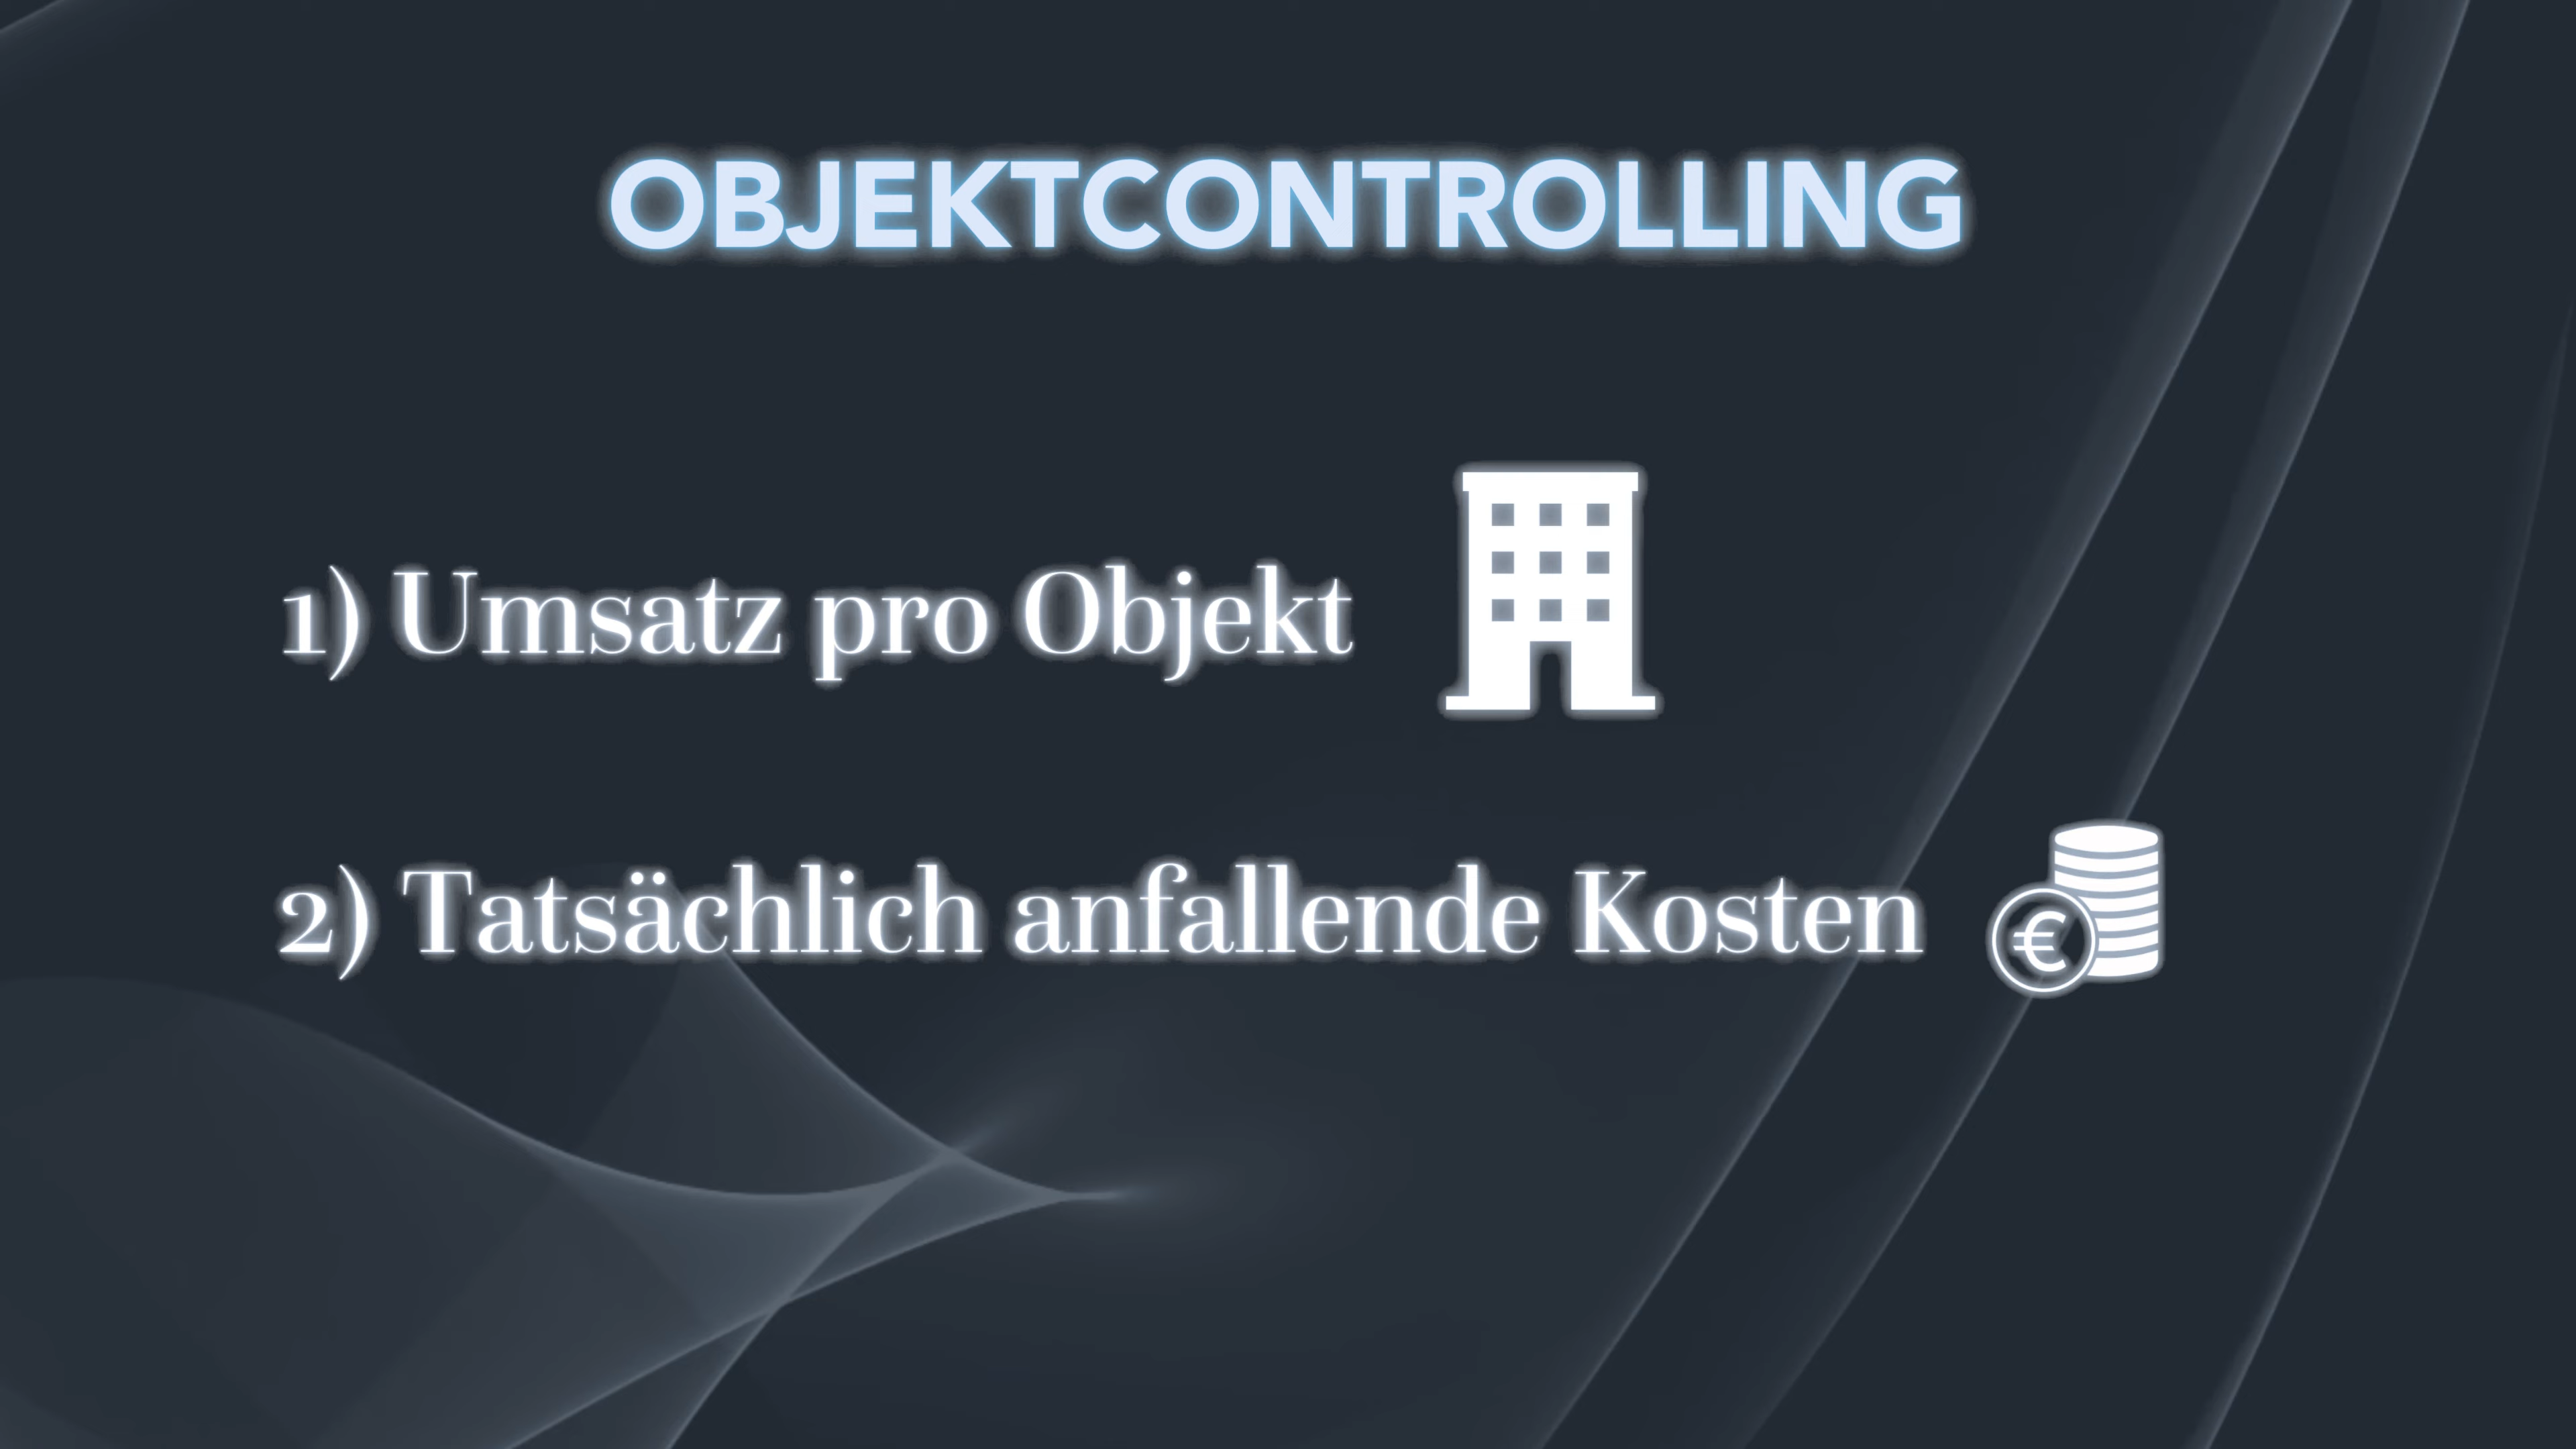 OBJEKTCONTROLLING
1) Umsatz pro Objekt
2) Tatsächlich anfallende Kosten
€